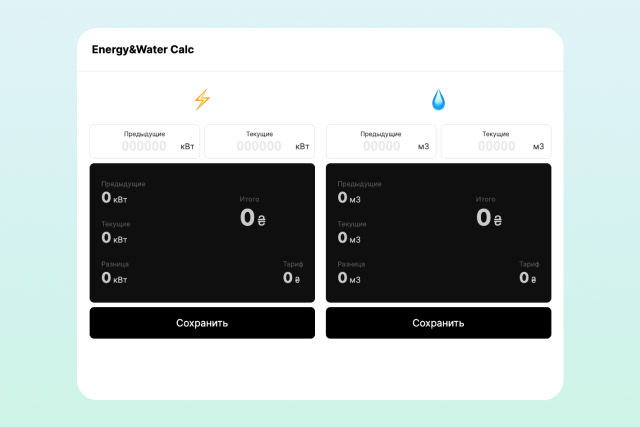 Energy&Water Calc
Предыдущие
000000 кВт
Текущие
000000 кВт
Предыдущие
0 кВт
Текущие
0 кВт
Разница
0 кВт
Итого
0 ₴
Тариф
0 ₴
Сохранить
Предыдущие
00000 м3
Текущие
00000 м3
Предыдущие
0 м3
Текущие
0 м3
Разница
0 м3
Итого
0 ₴
Тариф
0 ₴
Сохранить